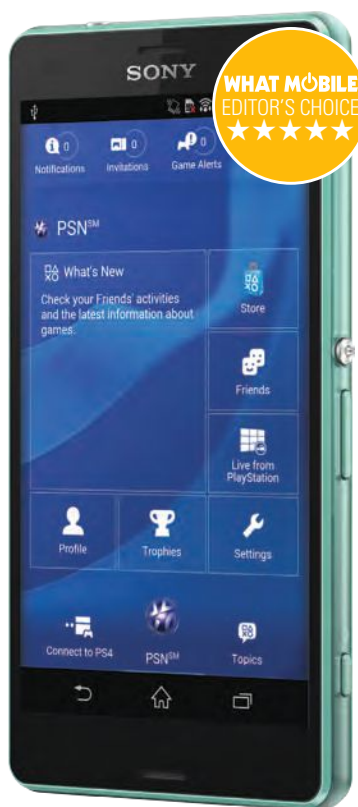 SONY
WHAT MOBILE
EDITOR'S CHOICE
0
0
0
Notifications
Invitations
Game Alerts
PSN℠
What's New
Check your Friends' activities
and the latest information about
games.
Store
Friends
Live from
PlayStation
Profile
Trophies
Settings
Connect to PS4
PSN℠
Topics